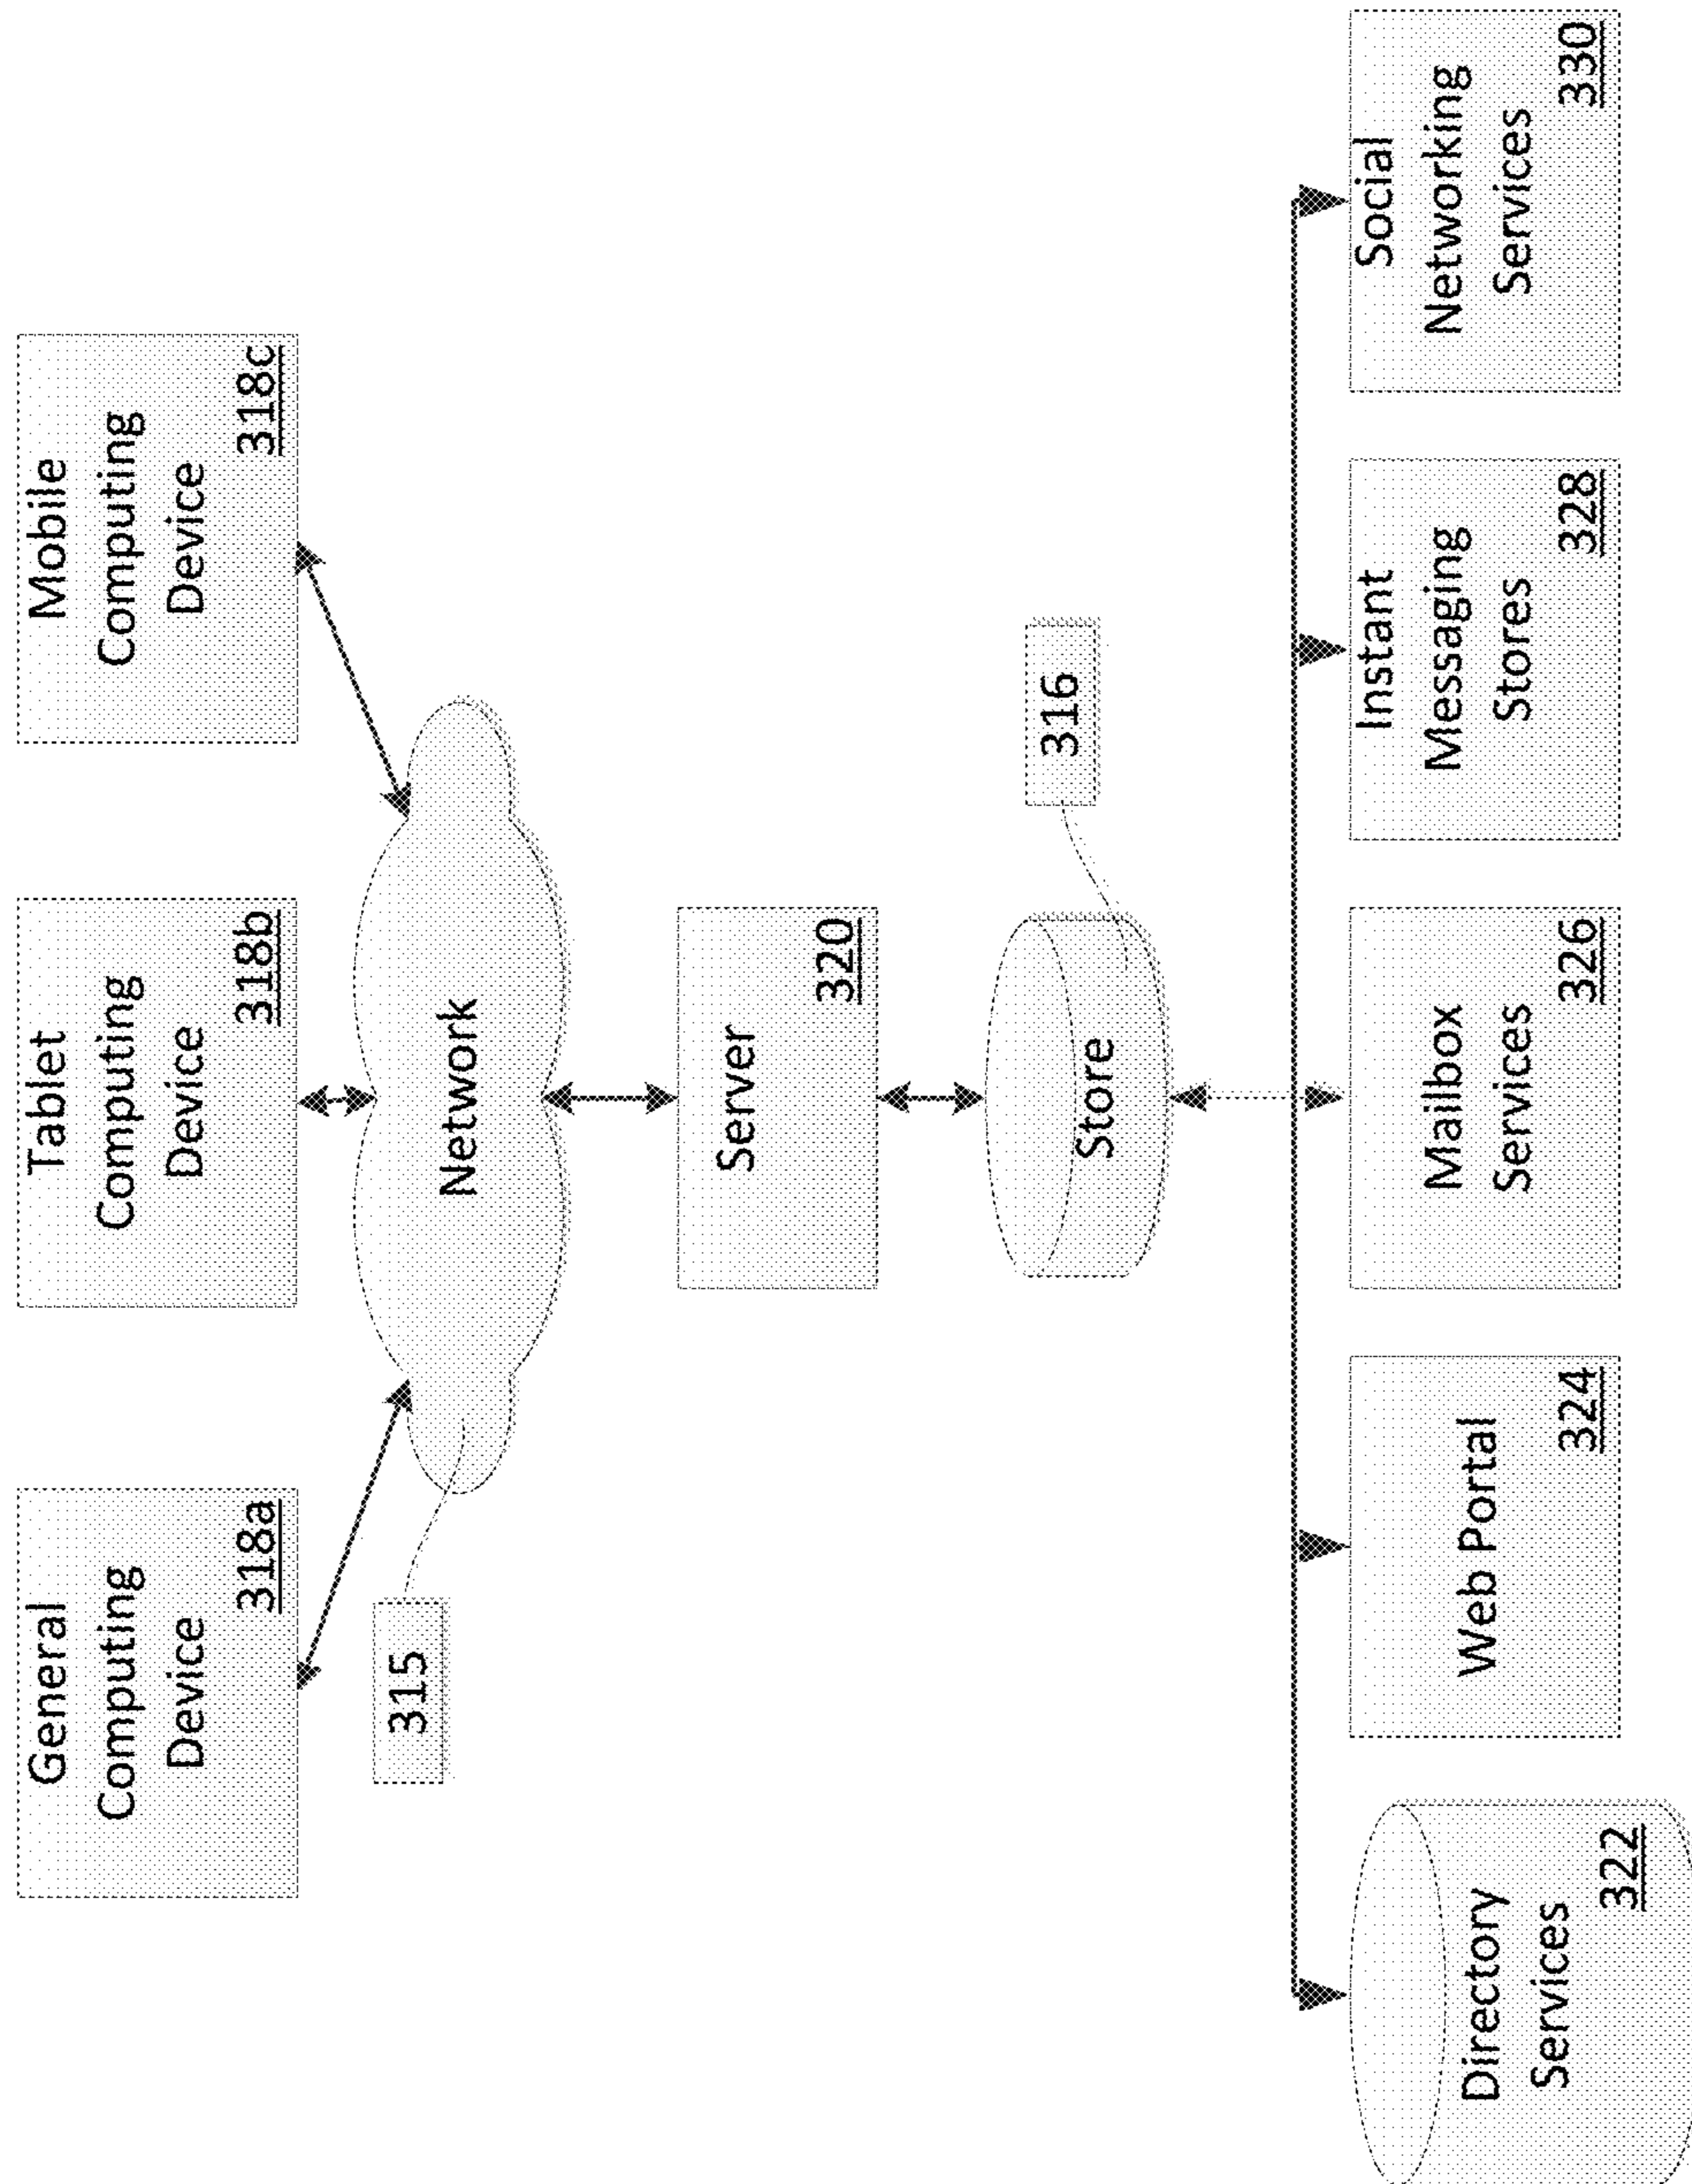 General
Computing
Device
318a
Tablet
Computing
Device
318b
Mobile
Computing
Device
318c
315
Network
Server
320
Store
316
Directory
Services
322
Web Portal
324
Mailbox
Services
326
Instant
Messaging
Stores
328
Social
Networking
Services
330